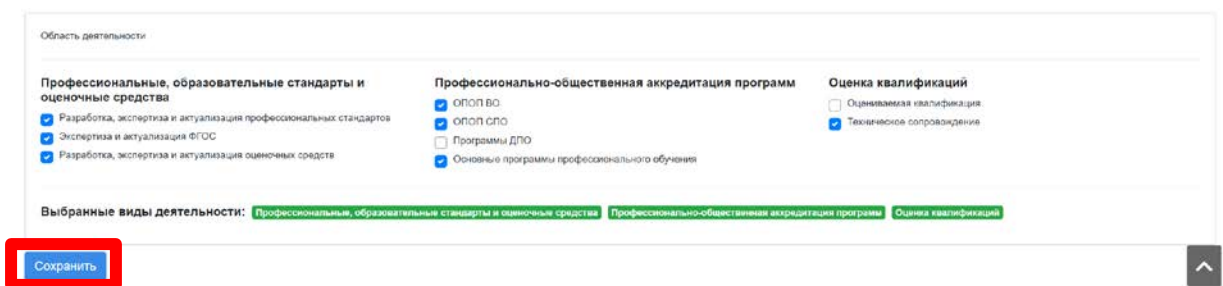 Область деятельности
Профессиональные, образовательные стандарты и
оценочные средства
Разработка, экспертиза и актуализация профессиональных стандартов
Экспертиза и актуализация ФГОС
Разработка, экспертиза и актуализация оценочных средств
Профессионально-общественная аккредитация программ
ОПОП ВО
ОПОП СПО
Программы ДПО
Основные программы профессионального обучения
Оценка квалификаций
Оцениваемая квалификация
Техническое сопровождение
Выбранные виды деятельности: Профессиональные, образовательные стандарты и оценочные средства Профессионально-общественная аккредитация программ Оценка квалификаций
Сохранить